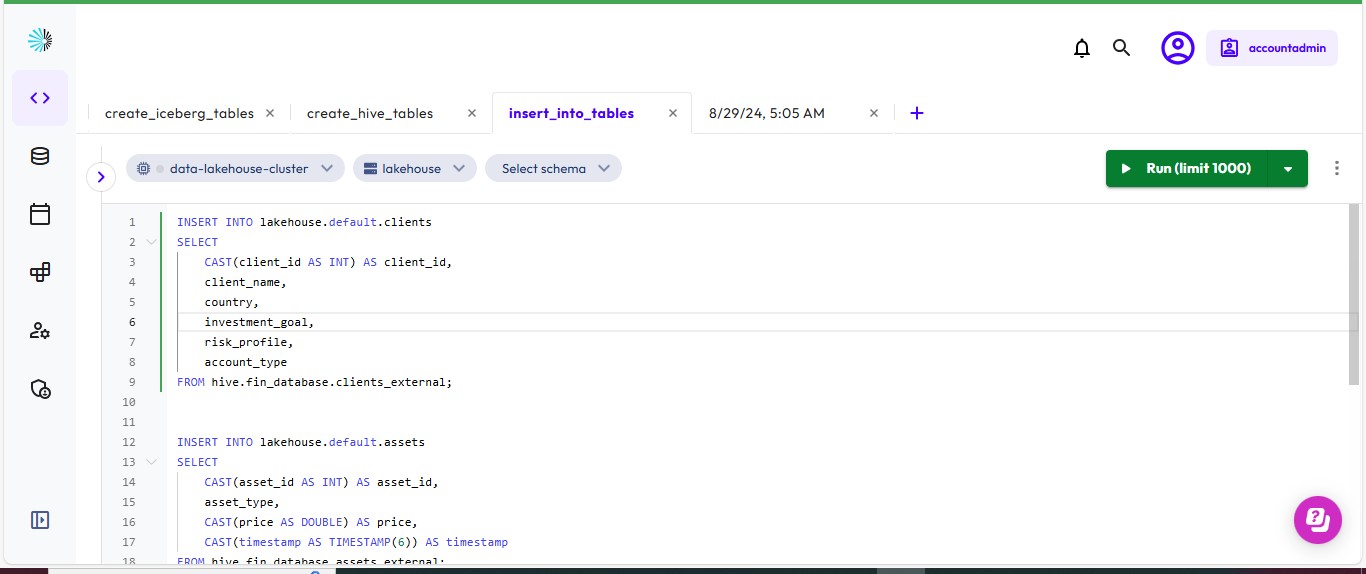 accountadmin
create_iceberg_tables
create_hive_tables
insert_into_tables
8/29/24, 5:05 AM
data-lakehouse-cluster
lakehouse
Select schema
Run (limit 1000)
1 INSERT INTO lakehouse.default.clients
2 SELECT
3 CAST(client_id AS INT) AS client_id,
4 client_name,
5 country,
6 investment_goal,
7 risk_profile,
8 account_type
9 FROM hive.fin_database.clients_external;
10
11
12 INSERT INTO lakehouse.default.assets
13 SELECT
14 CAST(asset_id AS INT) AS asset_id,
15 asset_type,
16 CAST(price AS DOUBLE) AS price,
17 CAST(timestamp AS TIMESTAMP(6)) AS timestamp
18 FROM hive.fin_database.assets_external;